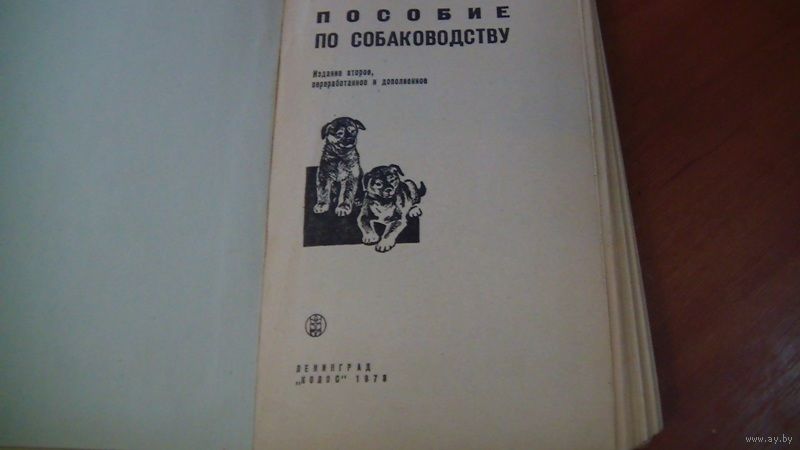 ПОСОБИЕ
ПО СОБАКОВОДСТВУ
Издание второе,
переработанное и дополненное
ЛЕНИНГРАД
„КОЛОС“ 1973
www.ay.by